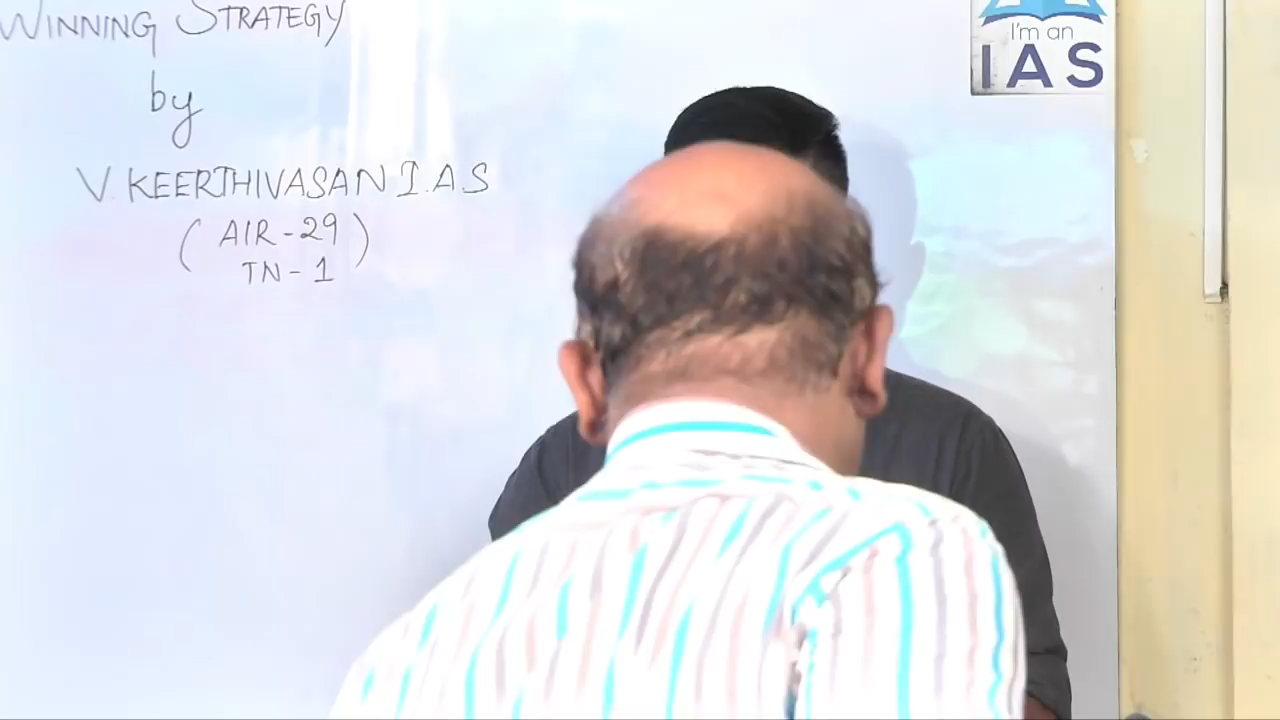 WINNING STRATEGY
by
V. KEERTHIVASAN I.A.S
( AIR-29 )
TN-1
I'm an
IAS